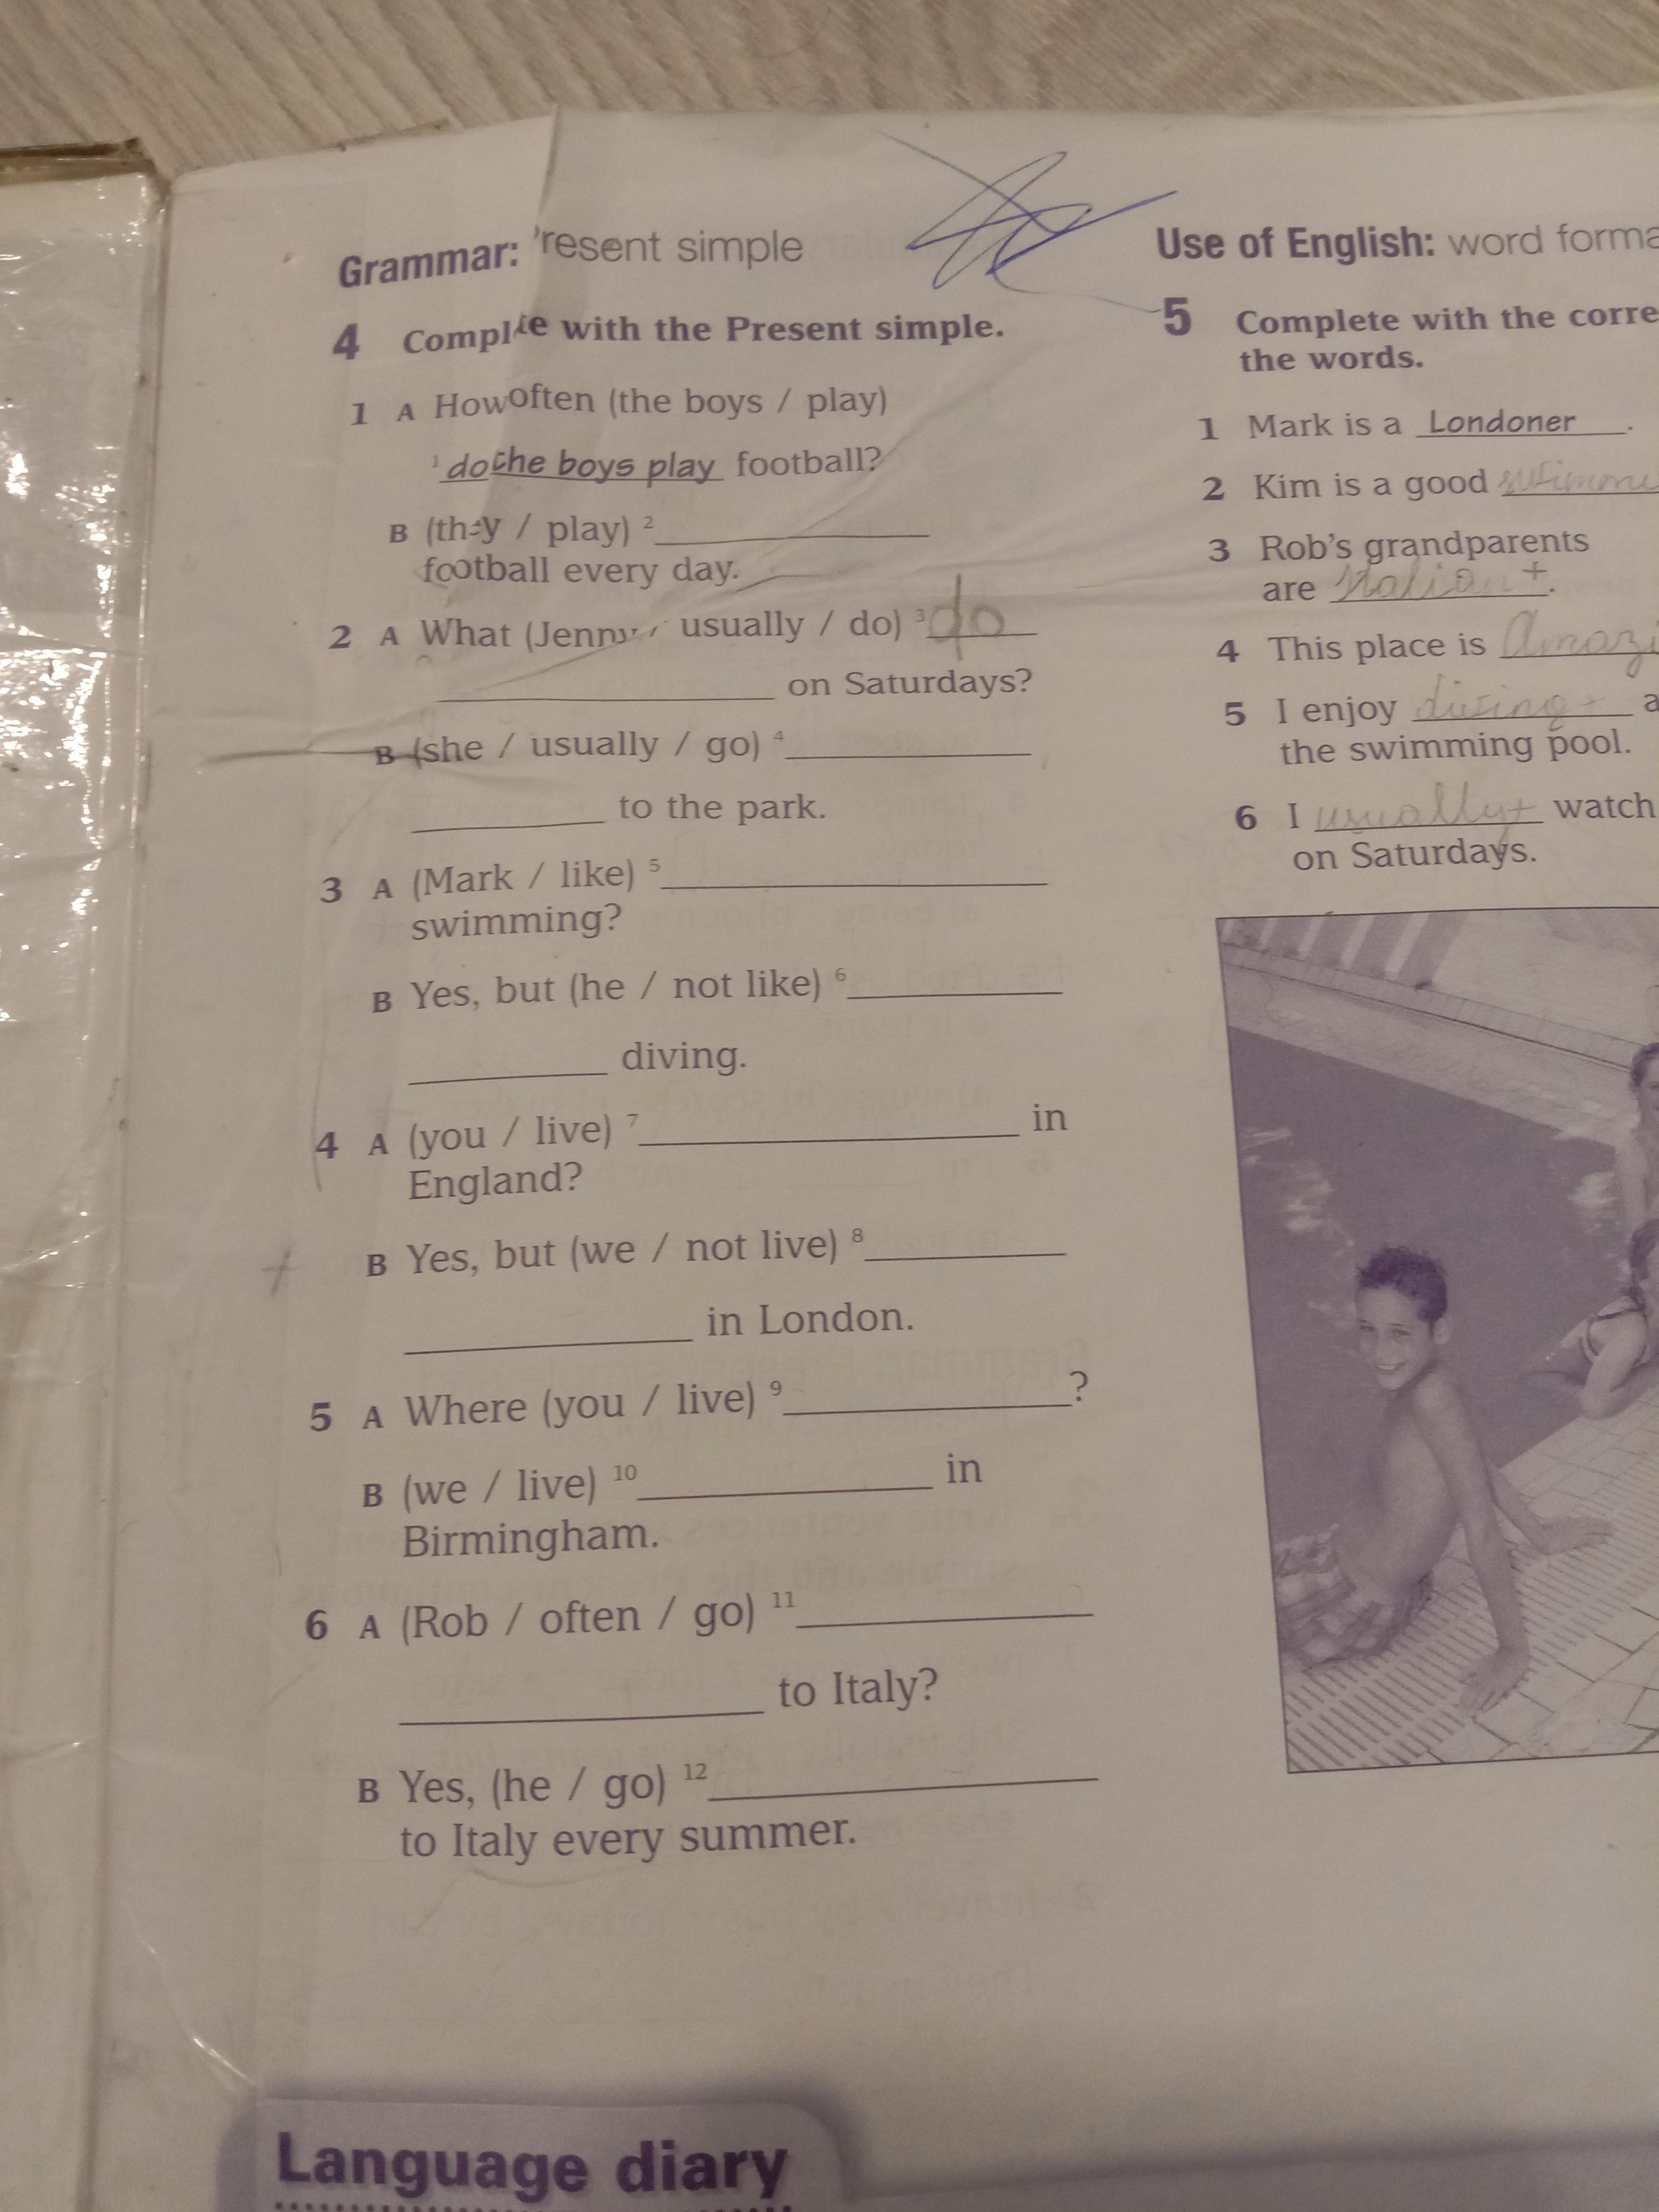 Grammar: resent simple
4 Complete with the Present simple.
1 A How often (the boys / play)
1 do the boys play football?
B (they / play) 2
football every day.
2 A What (Jenny / usually / do) 3 do
on Saturdays?
B (she / usually / go) 4
to the park.
3 A (Mark / like) 5
swimming?
B Yes, but (he / not like) 6
diving.
4 A (you / live) 7 in
England?
B Yes, but (we / not live) 8
in London.
5 A Where (you / live) 9 ?
B (we / live) 10 in
Birmingham.
6 A (Rob / often / go) 11
to Italy?
B Yes, (he / go) 12
to Italy every summer.
Use of English: word forma
5 Complete with the corre
the words.
1 Mark is a Londoner .
2 Kim is a good
3 Rob's grandparents
are Italian + .
4 This place is Amazi
5 I enjoy diving + a
the swimming pool.
6 I usually + watch
on Saturdays.
Language diary